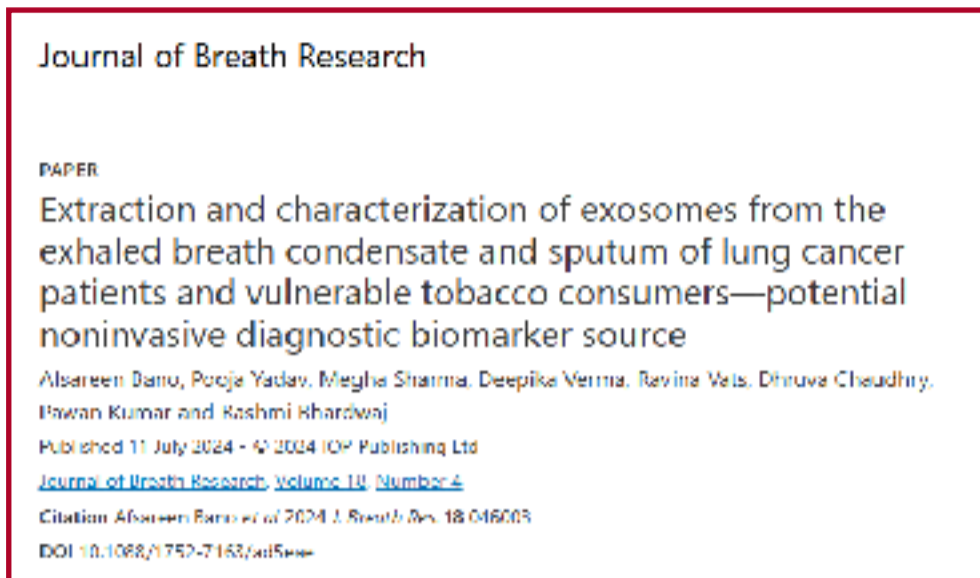 Journal of Breath Research
PAPER
Extraction and characterization of exosomes from the
exhaled breath condensate and sputum of lung cancer
patients and vulnerable tobacco consumers—potential
noninvasive diagnostic biomarker source
Afsareen Bano, Pooja Yadav, Megha Sharma, Deepika Verma, Ravina Vats, Dhruva Chaudhry,
Pawan Kumar and Rashmi Bhardwaj
Published 11 July 2024 • © 2024 IOP Publishing Ltd
Journal of Breath Research, Volume 18, Number 4
Citation Afsareen Bano et al 2024 J. Breath Res. 18 046003
DOI 10.1088/1752-7163/ad5eae